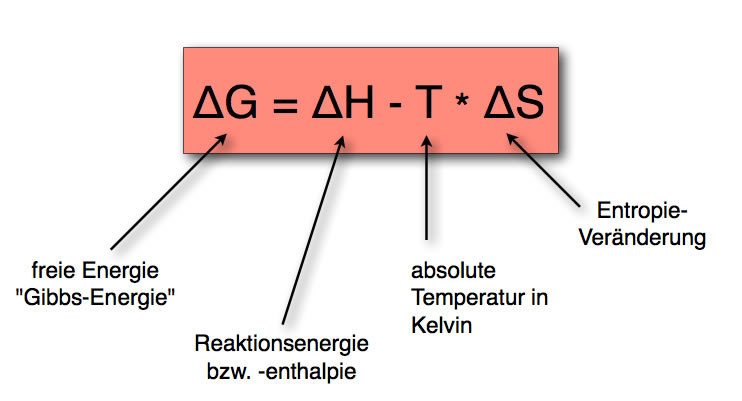 ΔG = ΔH - T * ΔS
freie Energie
"Gibbs-Energie"
Reaktionsenergie
bzw. -enthalpie
absolute
Temperatur in
Kelvin
Entropie-
Veränderung